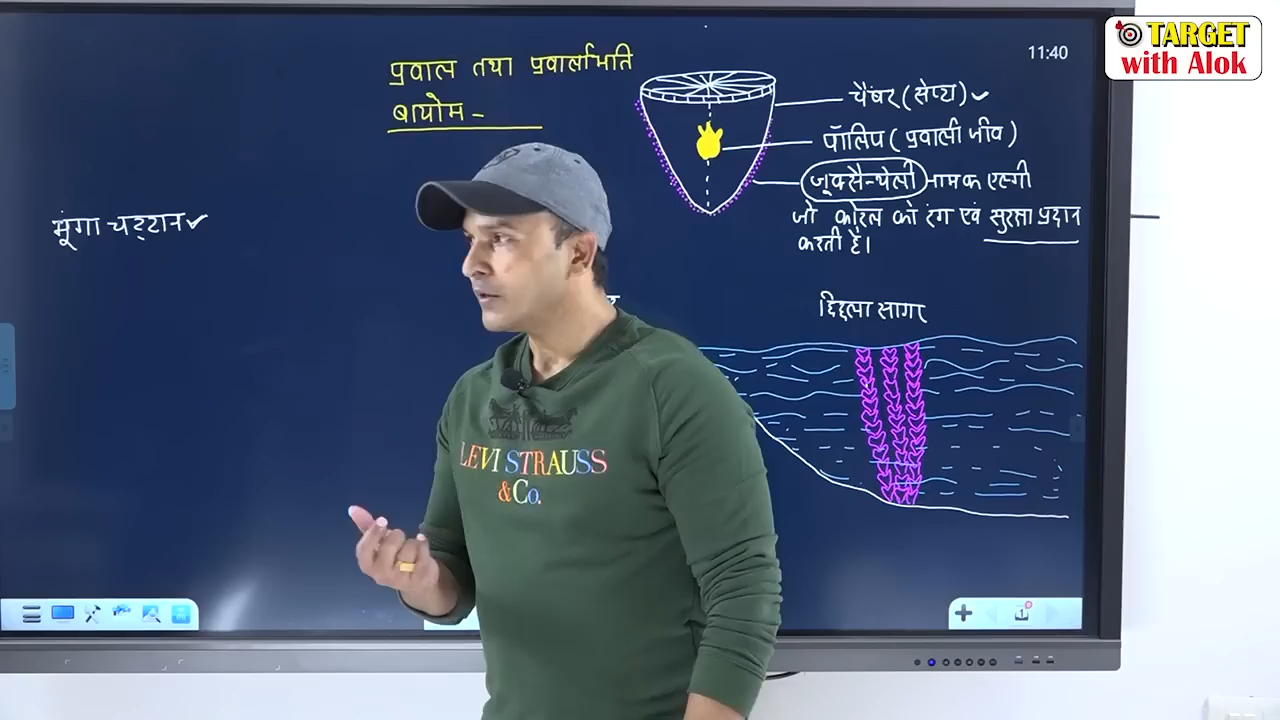 TARGET
with Alok
11:40
प्रवाल तथा प्रवालभित्ति
बायोम -
चैंबर (सेप्टा) ✓
पॉलिप (प्रवाली जीव)
जूक्सैन्थेली नामक एल्गी
जो कोरल को रंग एवं सुरक्षा प्रदान
करती है।
मूंगा चट्टान ✓
छिछला सागर
LEVI STRAUSS
& Co.